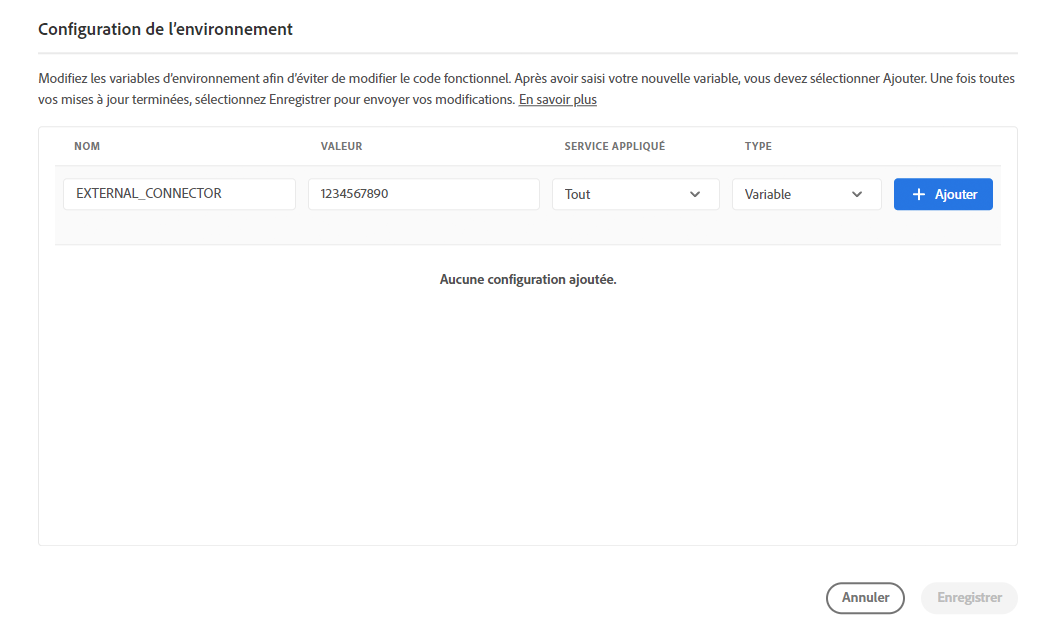 Configuration de l’environnement
Modifiez les variables d’environnement afin d’éviter de modifier le code fonctionnel. Après avoir saisi votre nouvelle variable, vous devez sélectionner Ajouter. Une fois toutes
vos mises à jour terminées, sélectionnez Enregistrer pour envoyer vos modifications. En savoir plus
NOM VALEUR SERVICE APPLIQUÉ TYPE
EXTERNAL_CONNECTOR 1234567890 Tout Variable + Ajouter
Aucune configuration ajoutée.
Annuler Enregistrer